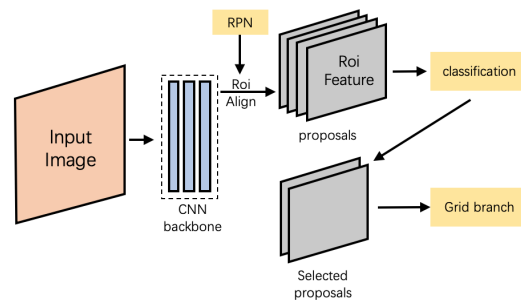 RPN
Roi
Align
Roi
Feature
classification
proposals
Input
Image
CNN
backbone
Grid branch
Selected
proposals